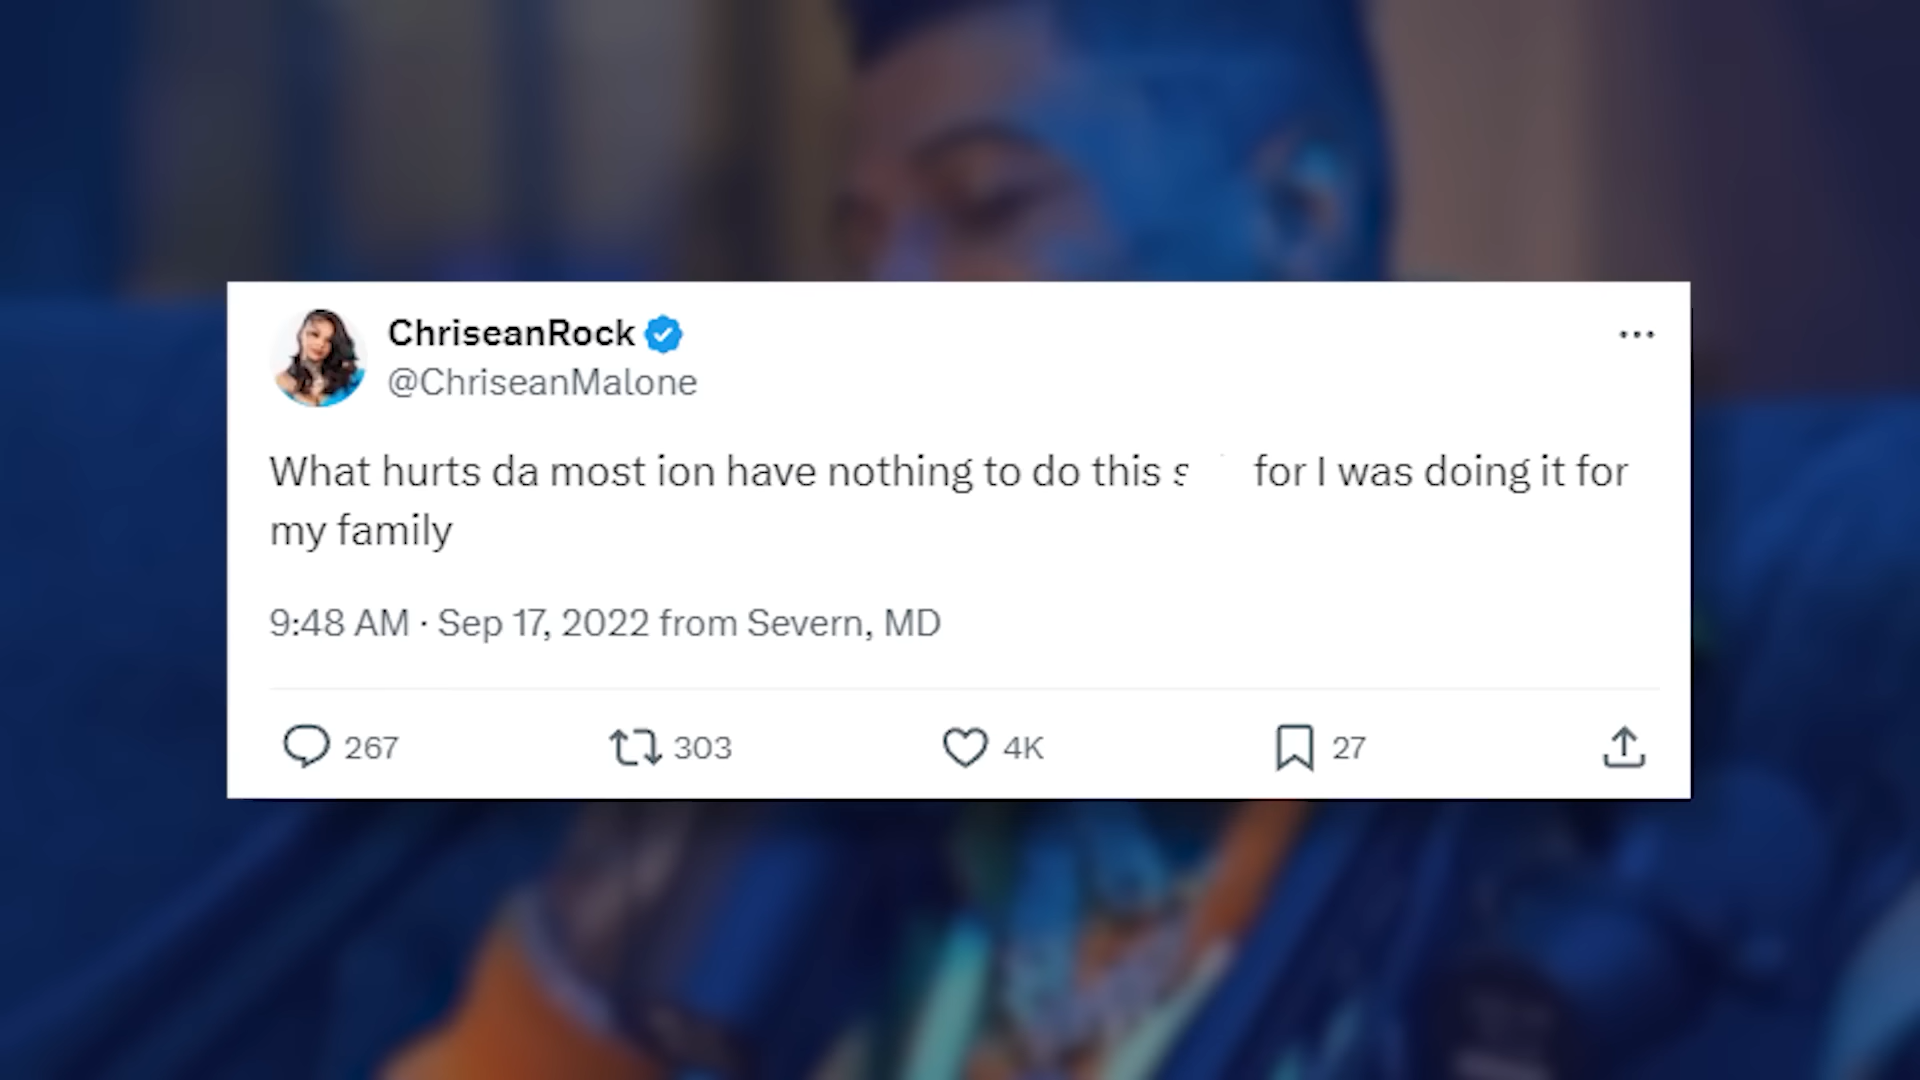 ChriseanRock
@ChriseanMalone
What hurts da most ion have nothing to do this s for I was doing it for
my family
9:48 AM · Sep 17, 2022 from Severn, MD
267 303 4K 27